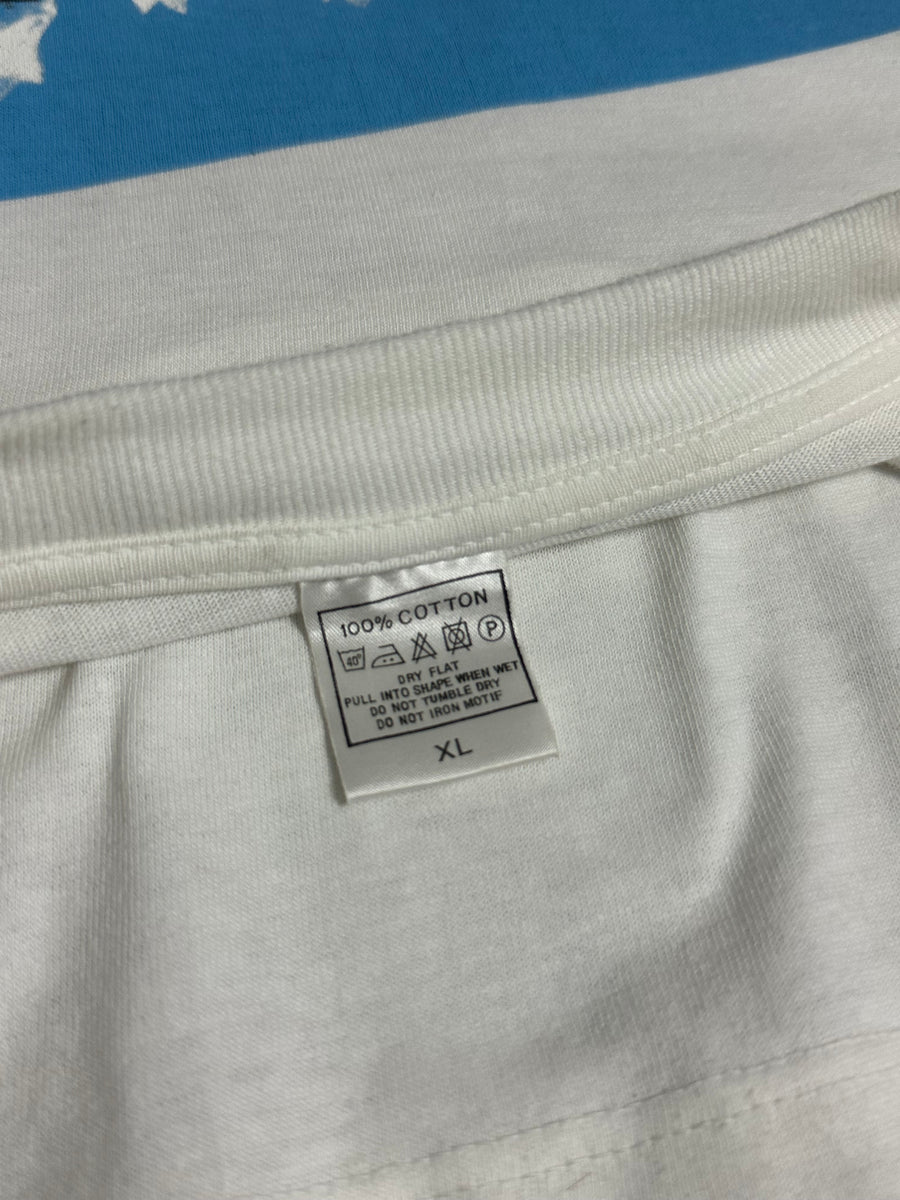 100% COTTON
40° P
DRY FLAT
PULL INTO SHAPE WHEN WET
DO NOT TUMBLE DRY
DO NOT IRON MOTIF
XL